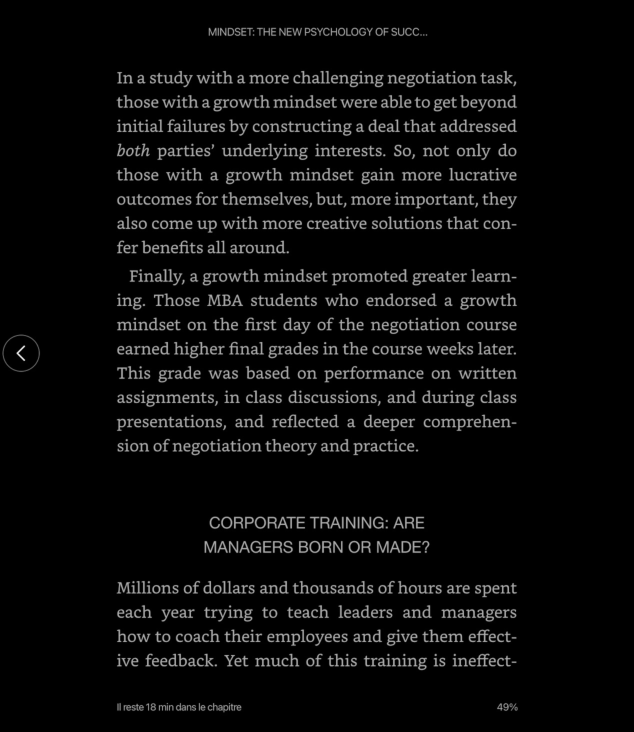 MINDSET: THE NEW PSYCHOLOGY OF SUCC...
In a study with a more challenging negotiation task,
those with a growth mindset were able to get beyond
initial failures by constructing a deal that addressed
both parties’ underlying interests. So, not only do
those with a growth mindset gain more lucrative
outcomes for themselves, but, more important, they
also come up with more creative solutions that con-
fer benefits all around.
Finally, a growth mindset promoted greater learn-
ing. Those MBA students who endorsed a growth
mindset on the first day of the negotiation course
earned higher final grades in the course weeks later.
This grade was based on performance on written
assignments, in class discussions, and during class
presentations, and reflected a deeper comprehen-
sion of negotiation theory and practice.
CORPORATE TRAINING: ARE
MANAGERS BORN OR MADE?
Millions of dollars and thousands of hours are spent
each year trying to teach leaders and managers
how to coach their employees and give them effect-
ive feedback. Yet much of this training is ineffect-
Il reste 18 min dans le chapitre
49%